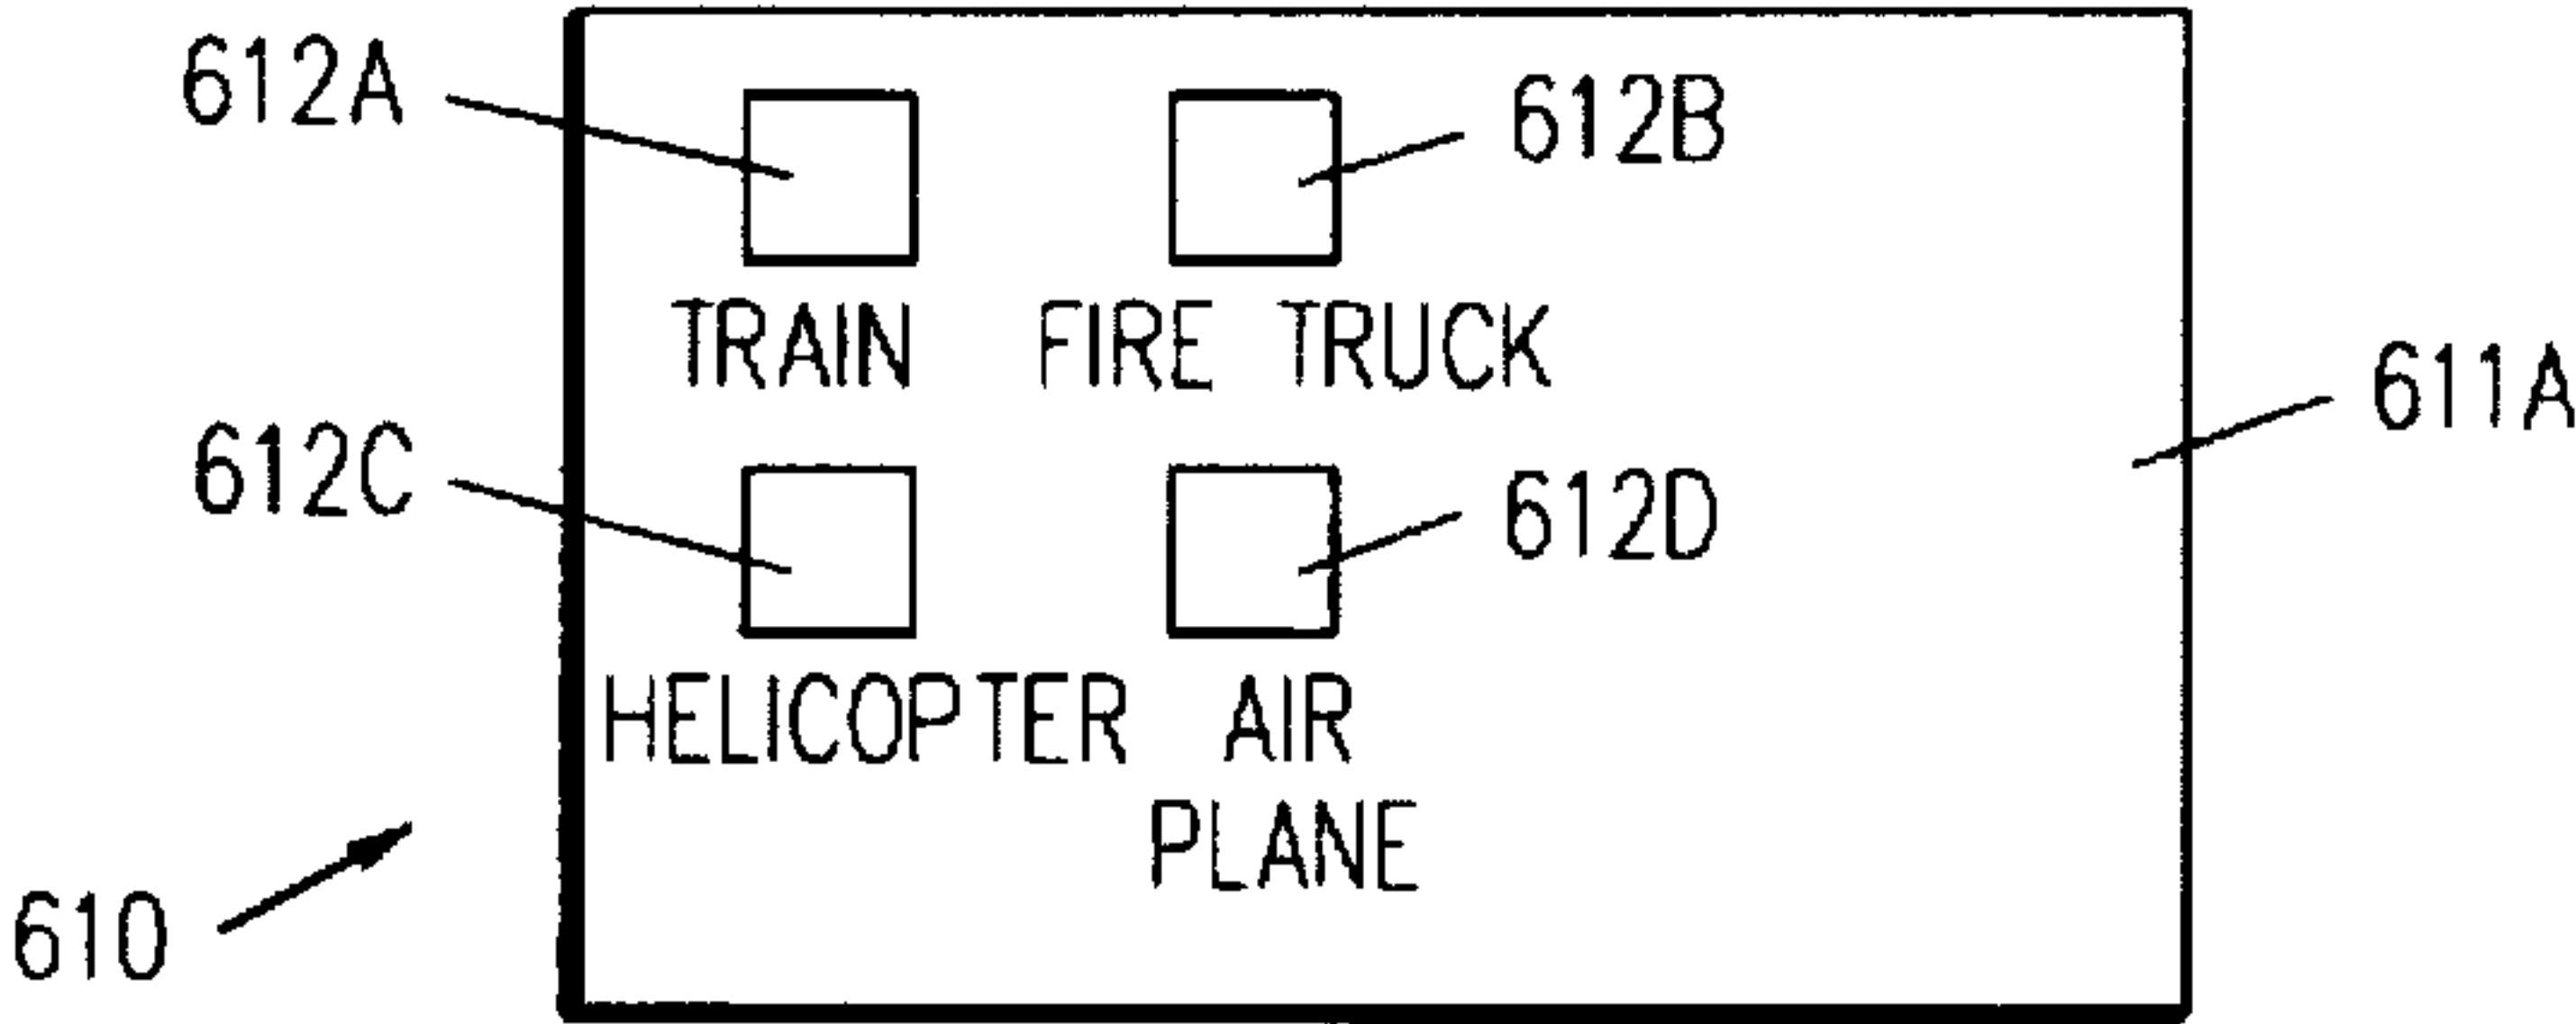 612A
612B
TRAIN
FIRE TRUCK
611A
612C
612D
HELICOPTER
AIR
PLANE
610